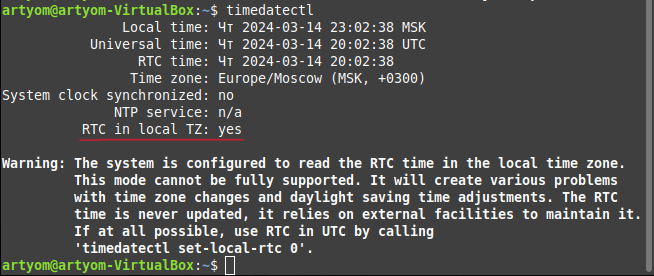 artyom@artyom-VirtualBox:~$ timedatectl
Local time: Чт 2024-03-14 23:02:38 MSK
Universal time: Чт 2024-03-14 20:02:38 UTC
RTC time: Чт 2024-03-14 20:02:38
Time zone: Europe/Moscow (MSK, +0300)
System clock synchronized: no
NTP service: n/a
RTC in local TZ: yes

Warning: The system is configured to read the RTC time in the local time zone.
This mode cannot be fully supported. It will create various problems
with time zone changes and daylight saving time adjustments. The RTC
time is never updated, it relies on external facilities to maintain it.
If at all possible, use RTC in UTC by calling
'timedatectl set-local-rtc 0'.
artyom@artyom-VirtualBox:~$